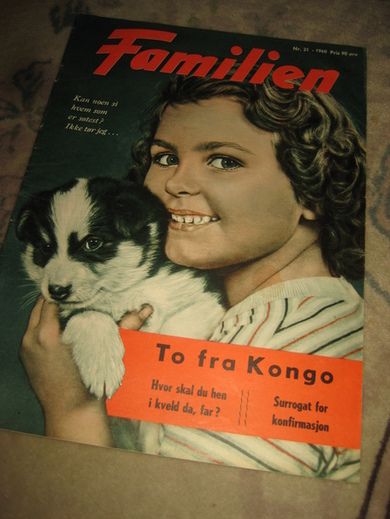 Familien
Nr. 21 - 1960 Pris 90 øre
Kan noen si
hvem som
er søtest?
Ikke tør jeg...
To fra Kongo
Hvor skal du hen
i kveld da, far?
Surrogat for
konfirmasjon